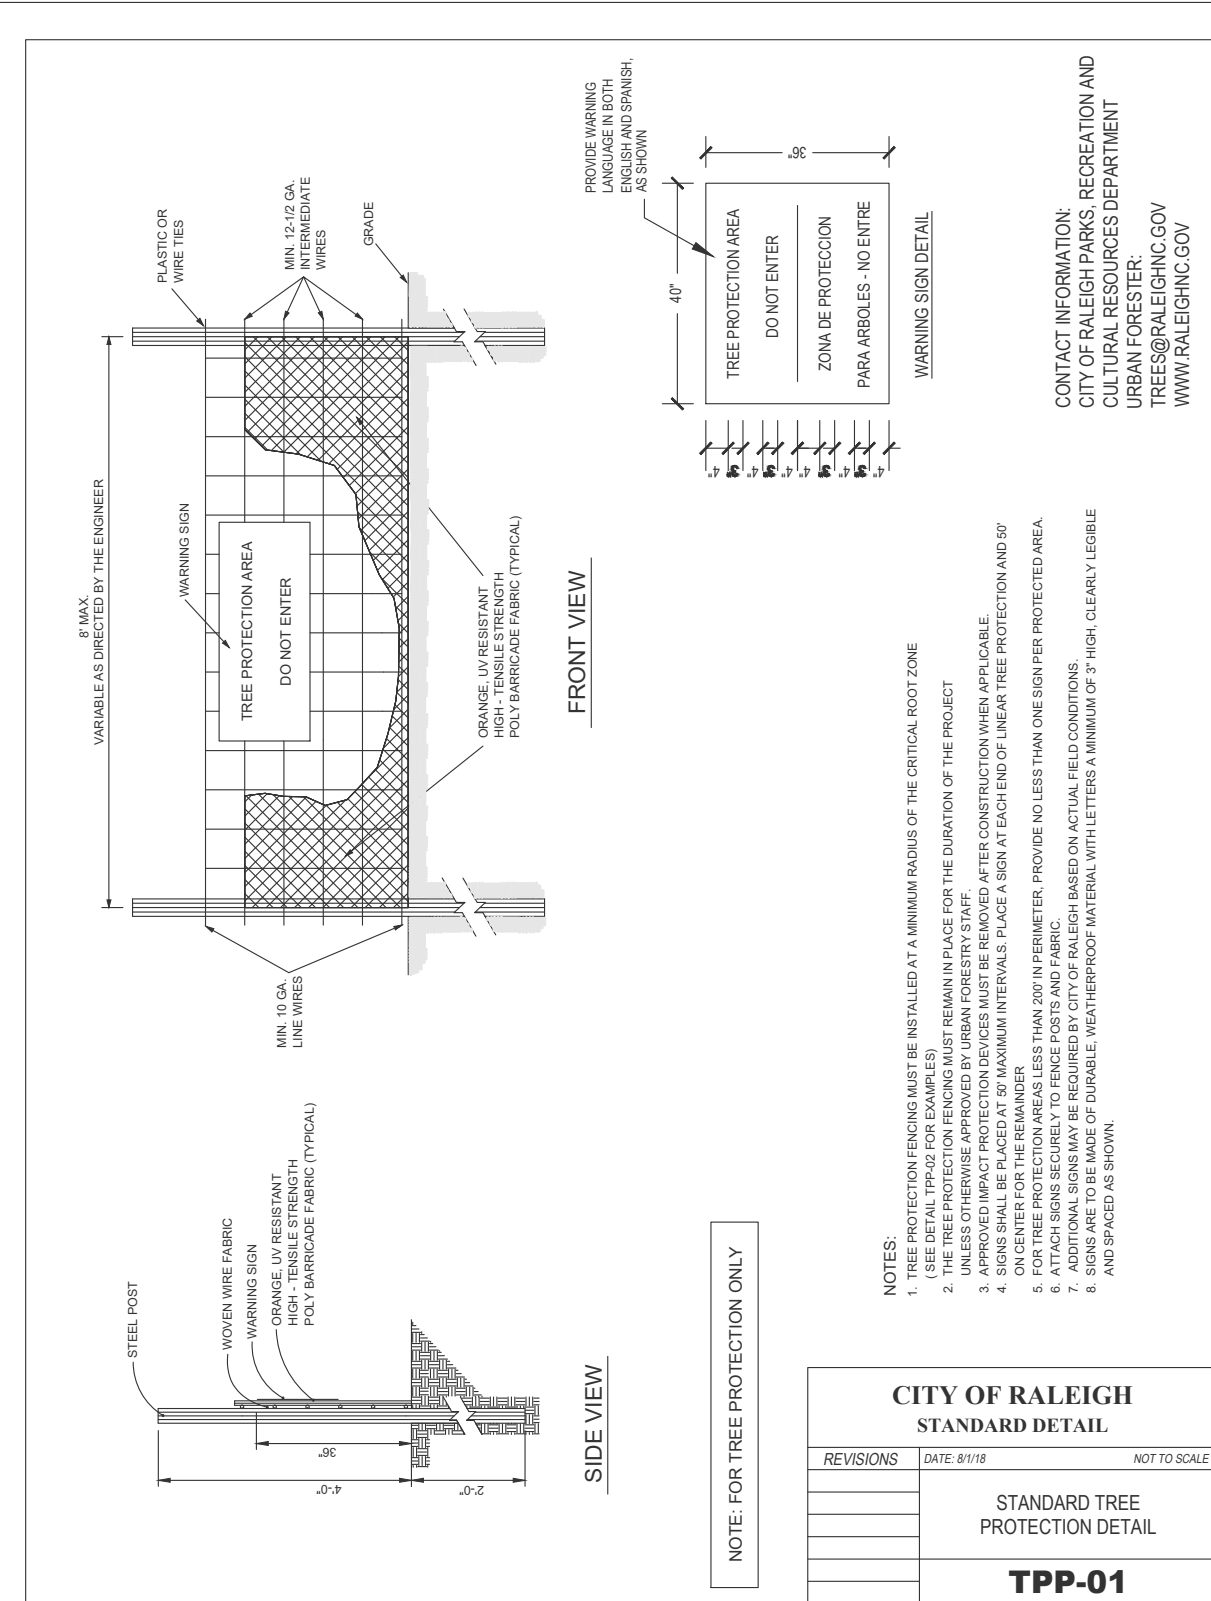 STEEL POST
WOVEN WIRE FABRIC
WARNING SIGN
ORANGE, UV RESISTANT
HIGH - TENSILE STRENGTH
POLY BARRICADE FABRIC (TYPICAL)
36"
4'-0"
2'-0"
SIDE VIEW
8' MAX.
VARIABLE AS DIRECTED BY THE ENGINEER
PLASTIC OR
WIRE TIES
WARNING SIGN
MIN. 12-1/2 GA.
INTERMEDIATE
WIRES
GRADE
MIN. 10 GA.
LINE WIRES
TREE PROTECTION AREA
DO NOT ENTER
ORANGE, UV RESISTANT
HIGH - TENSILE STRENGTH
POLY BARRICADE FABRIC (TYPICAL)
FRONT VIEW
PROVIDE WARNING
LANGUAGE IN BOTH
ENGLISH AND SPANISH,
AS SHOWN
40"
36"
TREE PROTECTION AREA
DO NOT ENTER
ZONA DE PROTECCION
PARA ARBOLES - NO ENTRE
4"
4"
4"
4"
4"
4"
WARNING SIGN DETAIL
NOTE: FOR TREE PROTECTION ONLY
NOTES:
1. TREE PROTECTION FENCING MUST BE INSTALLED AT A MINIMUM RADIUS OF THE CRITICAL ROOT ZONE
( SEE DETAIL TPP-02 FOR EXAMPLES)
2. THE TREE PROTECTION FENCING MUST REMAIN IN PLACE FOR THE DURATION OF THE PROJECT
UNLESS OTHERWISE APPROVED BY URBAN FORESTRY STAFF.
3. APPROVED IMPACT PROTECTION DEVICES MUST BE REMOVED AFTER CONSTRUCTION WHEN APPLICABLE.
4. SIGNS SHALL BE PLACED AT 50' MAXIMUM INTERVALS. PLACE A SIGN AT EACH END OF LINEAR TREE PROTECTION AND 50'
ON CENTER FOR THE REMAINDER
5. FOR TREE PROTECTION AREAS LESS THAN 200' IN PERIMETER, PROVIDE NO LESS THAN ONE SIGN PER PROTECTED AREA.
6. ATTACH SIGNS SECURELY TO FENCE POSTS AND FABRIC.
7. ADDITIONAL SIGNS MAY BE REQUIRED BY CITY OF RALEIGH BASED ON ACTUAL FIELD CONDITIONS.
8. SIGNS ARE TO BE MADE OF DURABLE, WEATHERPROOF MATERIAL WITH LETTERS A MINIMUM OF 3" HIGH, CLEARLY LEGIBLE
AND SPACED AS SHOWN.
CONTACT INFORMATION:
CITY OF RALEIGH PARKS, RECREATION AND
CULTURAL RESOURCES DEPARTMENT
URBAN FORESTER:
TREES@RALEIGHNC.GOV
WWW.RALEIGHNC.GOV
CITY OF RALEIGH
STANDARD DETAIL
REVISIONS
DATE: 8/1/18
NOT TO SCALE
STANDARD TREE
PROTECTION DETAIL
TPP-01